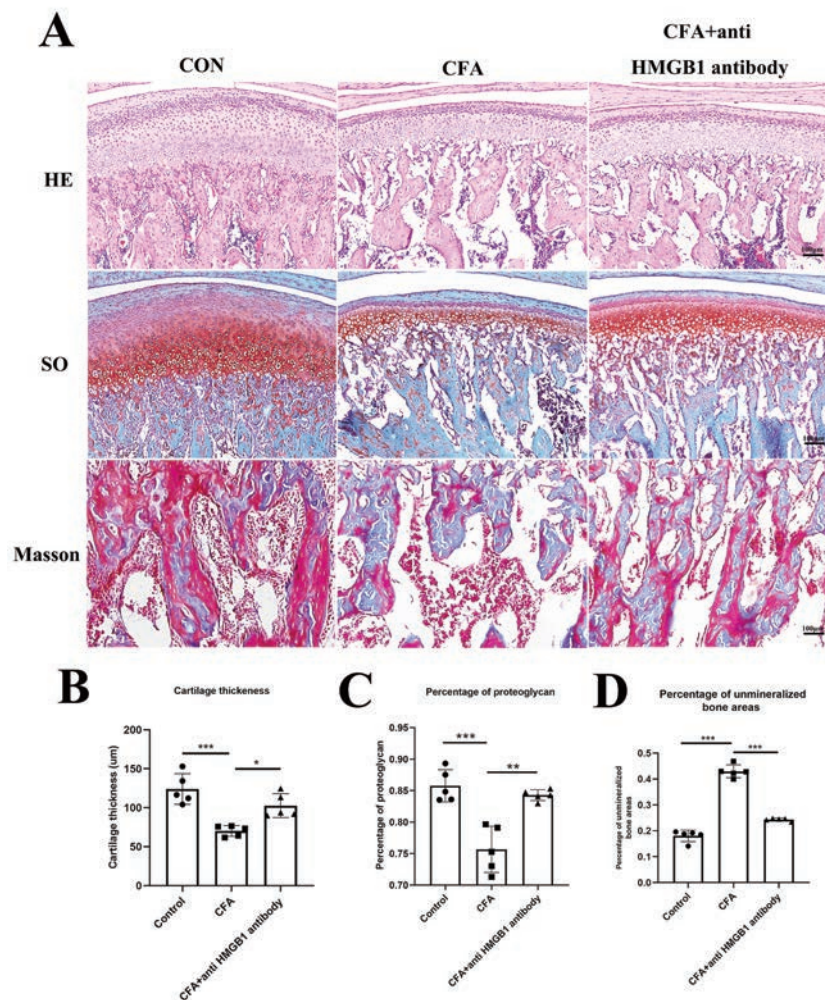 A
CON
CFA
CFA+anti
HMGB1 antibody
HE
100μm
SO
100μm
Masson
100μm
B
Cartilage thickeness
Cartilage thickness (um)
200
150
100
50
0
***
*
Control
CFA
CFA+anti HMGB1 antibody
C
Percentage of proteoglycan
Percentage of proteoglycan
0.95
0.90
0.85
0.80
0.75
0.70
***
**
Control
CFA
CFA+anti HMGB1 antibody
D
Percentage of unmineralized
bone areas
Percentage of unmineralized
bone areas
0.5
0.4
0.3
0.2
0.1
0.0
***
***
Control
CFA
CFA+anti HMGB1 antibody